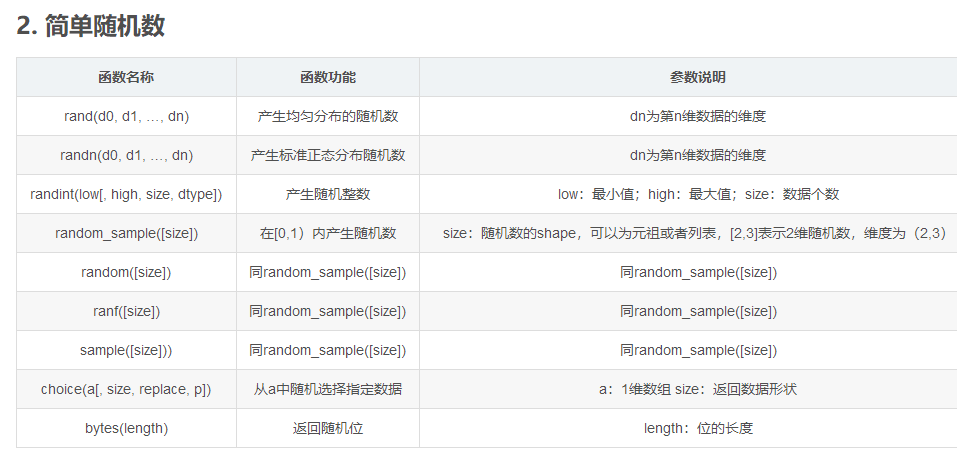 2. 简单随机数
函数名称 函数功能 参数说明
rand(d0, d1, …, dn) 产生均匀分布的随机数 dn为第n维数据的维度
randn(d0, d1, …, dn) 产生标准正态分布随机数 dn为第n维数据的维度
randint(low[, high, size, dtype]) 产生随机整数 low：最小值；high：最大值；size：数据个数
random_sample([size]) 在[0,1）内产生随机数 size：随机数的shape，可以为元祖或者列表，[2,3]表示2维随机数，维度为（2,3）
random([size]) 同random_sample([size]) 同random_sample([size])
ranf([size]) 同random_sample([size]) 同random_sample([size])
sample([size])) 同random_sample([size]) 同random_sample([size])
choice(a[, size, replace, p]) 从a中随机选择指定数据 a：1维数组 size：返回数据形状
bytes(length) 返回随机位 length：位的长度